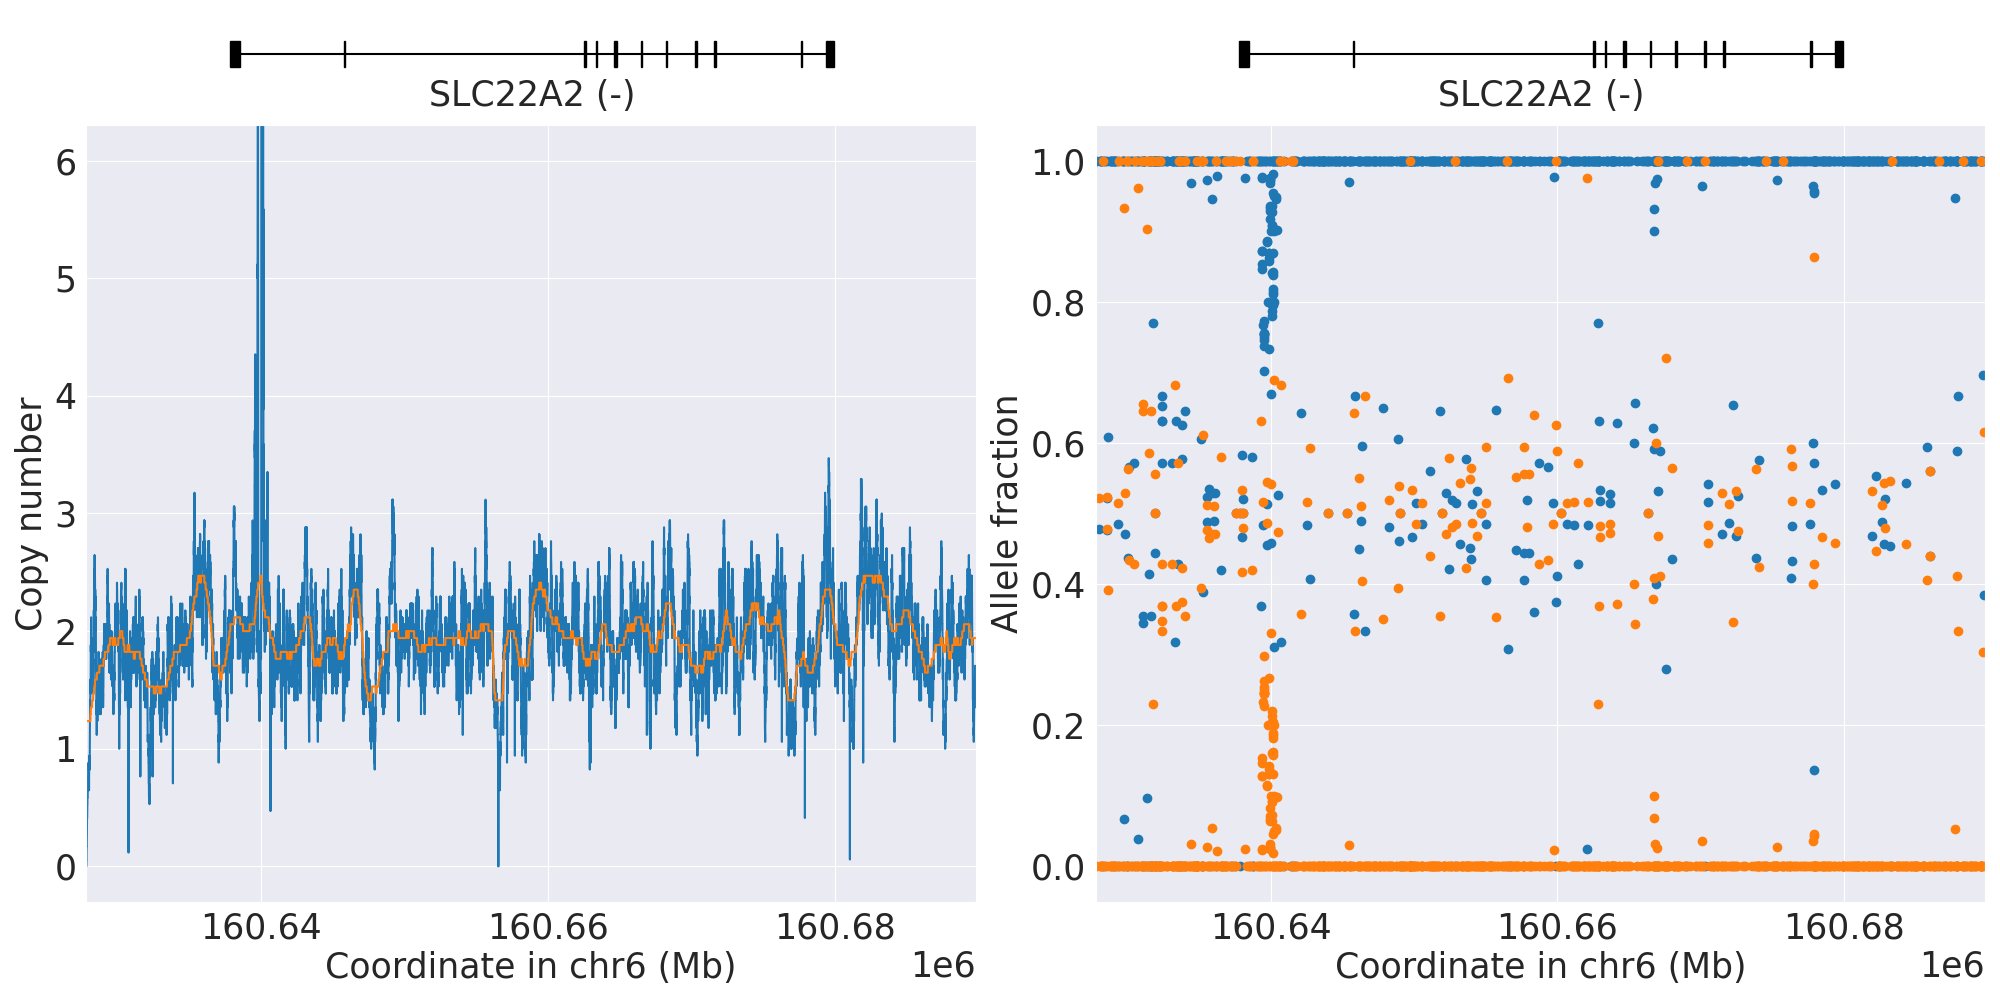 SLC22A2 (-)
Copy number
6
5
4
3
2
1
0
160.64
160.66
160.68
Coordinate in chr6 (Mb)
1e6
SLC22A2 (-)
Allele fraction
1.0
0.8
0.6
0.4
0.2
0.0
160.64
160.66
160.68
Coordinate in chr6 (Mb)
1e6